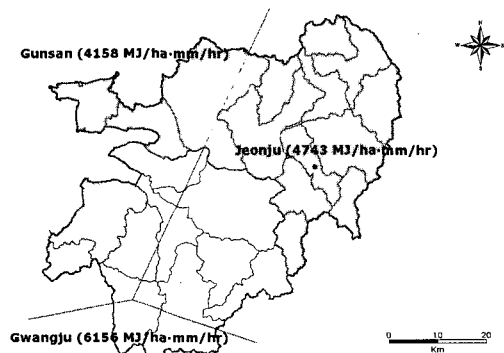 Gunsan (4158 MJ/ha·mm/hr)
N
W E
S
Jeonju (4743 MJ/ha·mm/hr)
Gwangju (6156 MJ/ha·mm/hr)
0 10 20
Km